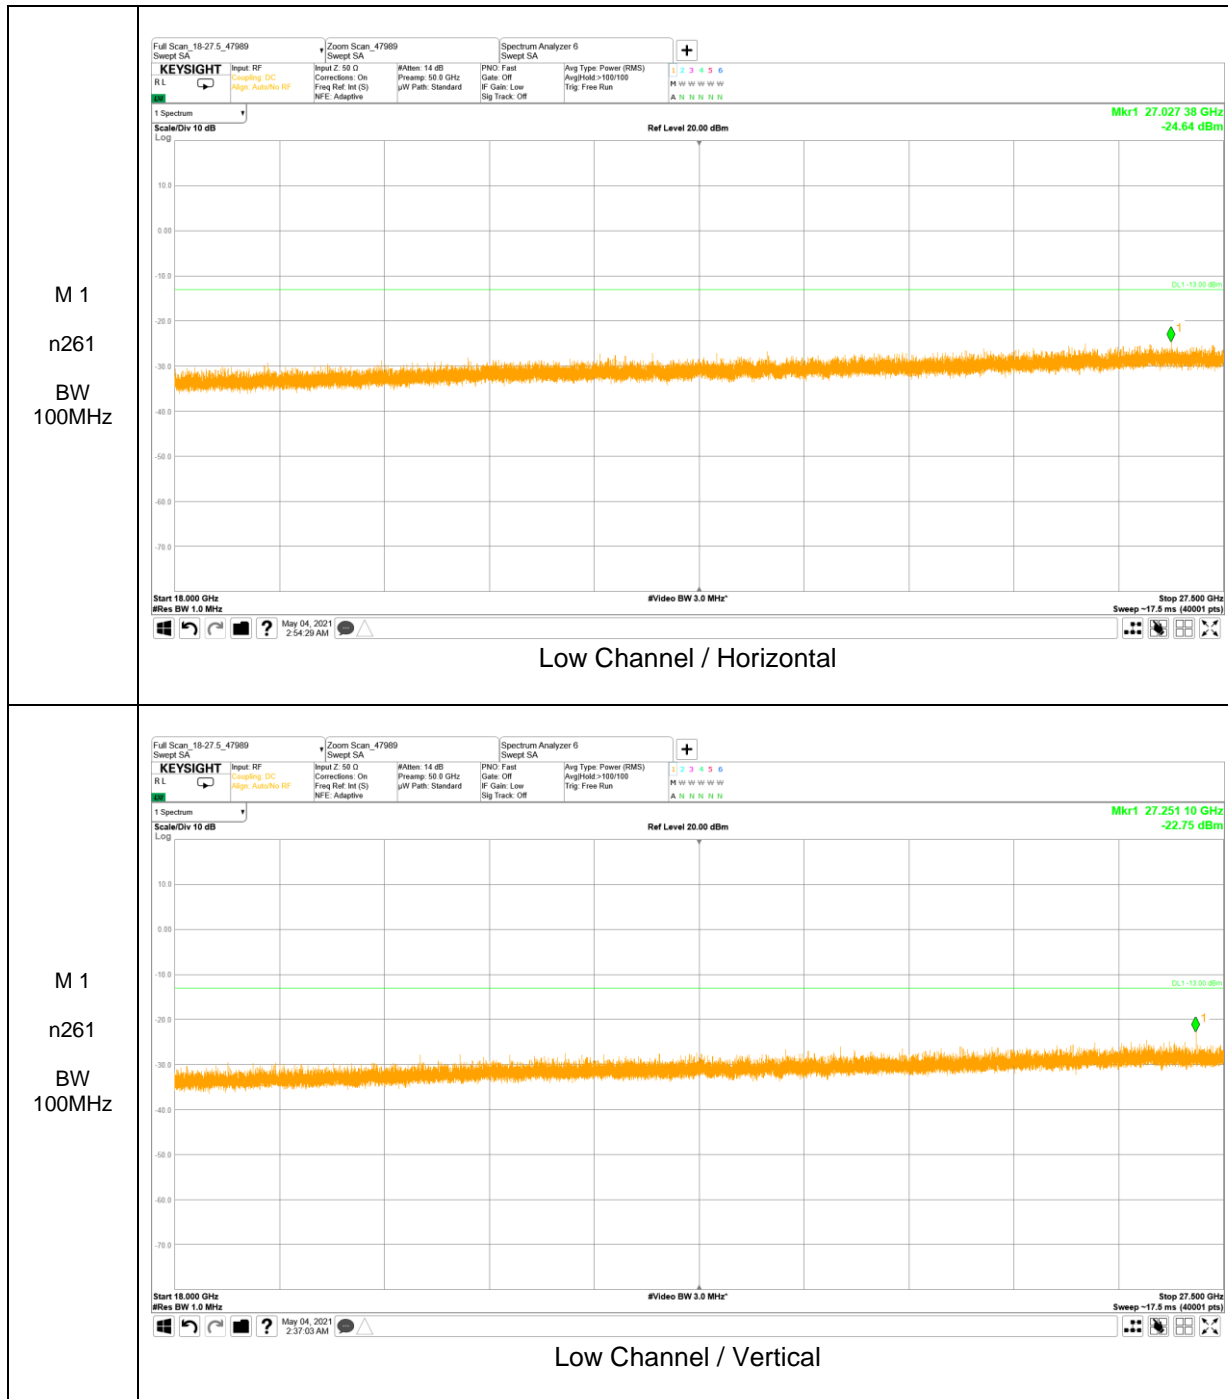 M 1
n261
BW
100MHz
Full Scan_18-27.5_47989
Swept SA
Zoom Scan_47989
Swept SA
Spectrum Analyzer 6
Swept SA
+
KEYSIGHT
R L
Input: RF
Coupling: DC
Align: Auto/No RF
Input Z: 50 Ω
Corrections: On
Freq Ref: Int (S)
NFE: Adaptive
#Atten: 14 dB
Preamp: 50.0 GHz
µW Path: Standard
PNO: Fast
Gate: Off
IF Gain: Low
Sig Track: Off
Avg Type: Power (RMS)
Avg|Hold:>100/100
Trig: Free Run
1 2 3 4 5 6
M W W W W W
A N N N N N
1 Spectrum
Scale/Div 10 dB
Log
Ref Level 20.00 dBm
Mkr1 27.027 38 GHz
-24.64 dBm
10.0
0.00
-10.0
-20.0
-30.0
-40.0
-50.0
-60.0
-70.0
DL1 -13.00 dBm
1
Start 18.000 GHz
#Res BW 1.0 MHz
#Video BW 3.0 MHz*
Stop 27.500 GHz
Sweep ~17.5 ms (40001 pts)
?
May 04, 2021
2:54:29 AM
Low Channel / Horizontal
M 1
n261
BW
100MHz
Full Scan_18-27.5_47989
Swept SA
Zoom Scan_47989
Swept SA
Spectrum Analyzer 6
Swept SA
+
KEYSIGHT
R L
Input: RF
Coupling: DC
Align: Auto/No RF
Input Z: 50 Ω
Corrections: On
Freq Ref: Int (S)
NFE: Adaptive
#Atten: 14 dB
Preamp: 50.0 GHz
µW Path: Standard
PNO: Fast
Gate: Off
IF Gain: Low
Sig Track: Off
Avg Type: Power (RMS)
Avg|Hold:>100/100
Trig: Free Run
1 2 3 4 5 6
M W W W W W
A N N N N N
1 Spectrum
Scale/Div 10 dB
Log
Ref Level 20.00 dBm
Mkr1 27.251 10 GHz
-22.75 dBm
10.0
0.00
-10.0
-20.0
-30.0
-40.0
-50.0
-60.0
-70.0
DL1 -13.00 dBm
1
Start 18.000 GHz
#Res BW 1.0 MHz
#Video BW 3.0 MHz*
Stop 27.500 GHz
Sweep ~17.5 ms (40001 pts)
?
May 04, 2021
2:37:03 AM
Low Channel / Vertical